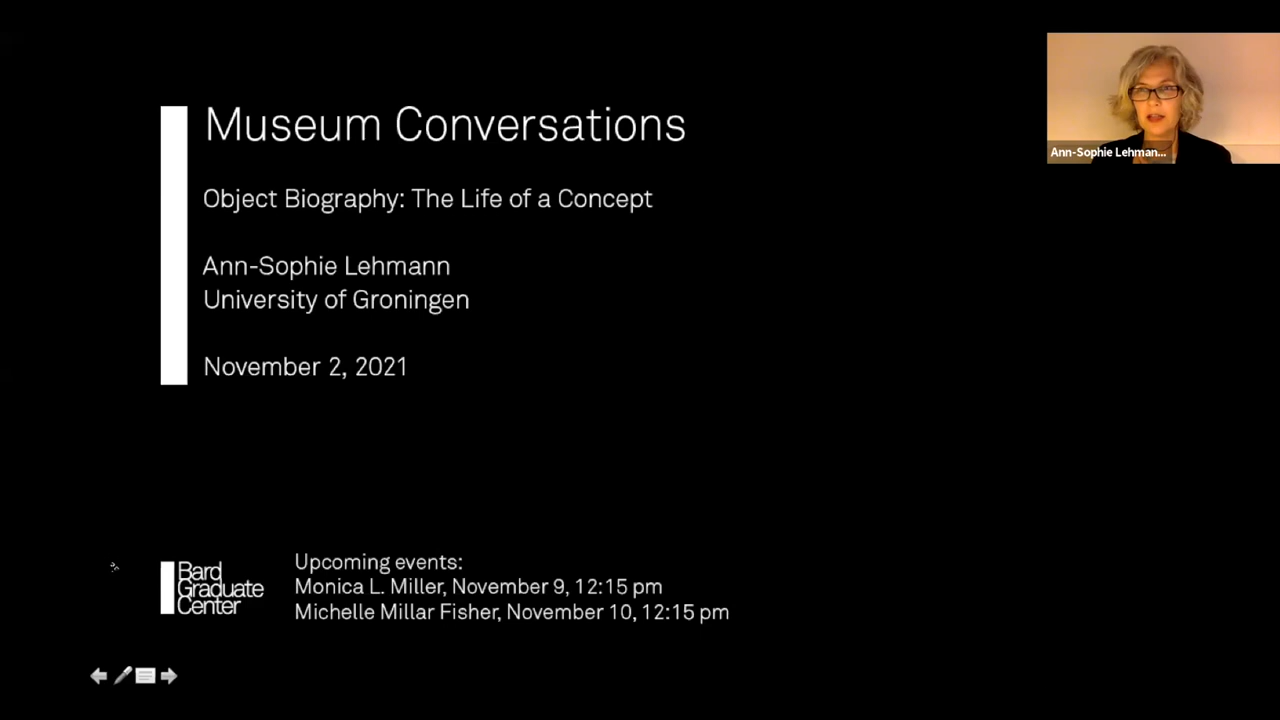 Museum Conversations
Object Biography: The Life of a Concept
Ann-Sophie Lehmann
University of Groningen
November 2, 2021
Ann-Sophie Lehman...
Bard
Graduate
Center
Upcoming events:
Monica L. Miller, November 9, 12:15 pm
Michelle Millar Fisher, November 10, 12:15 pm